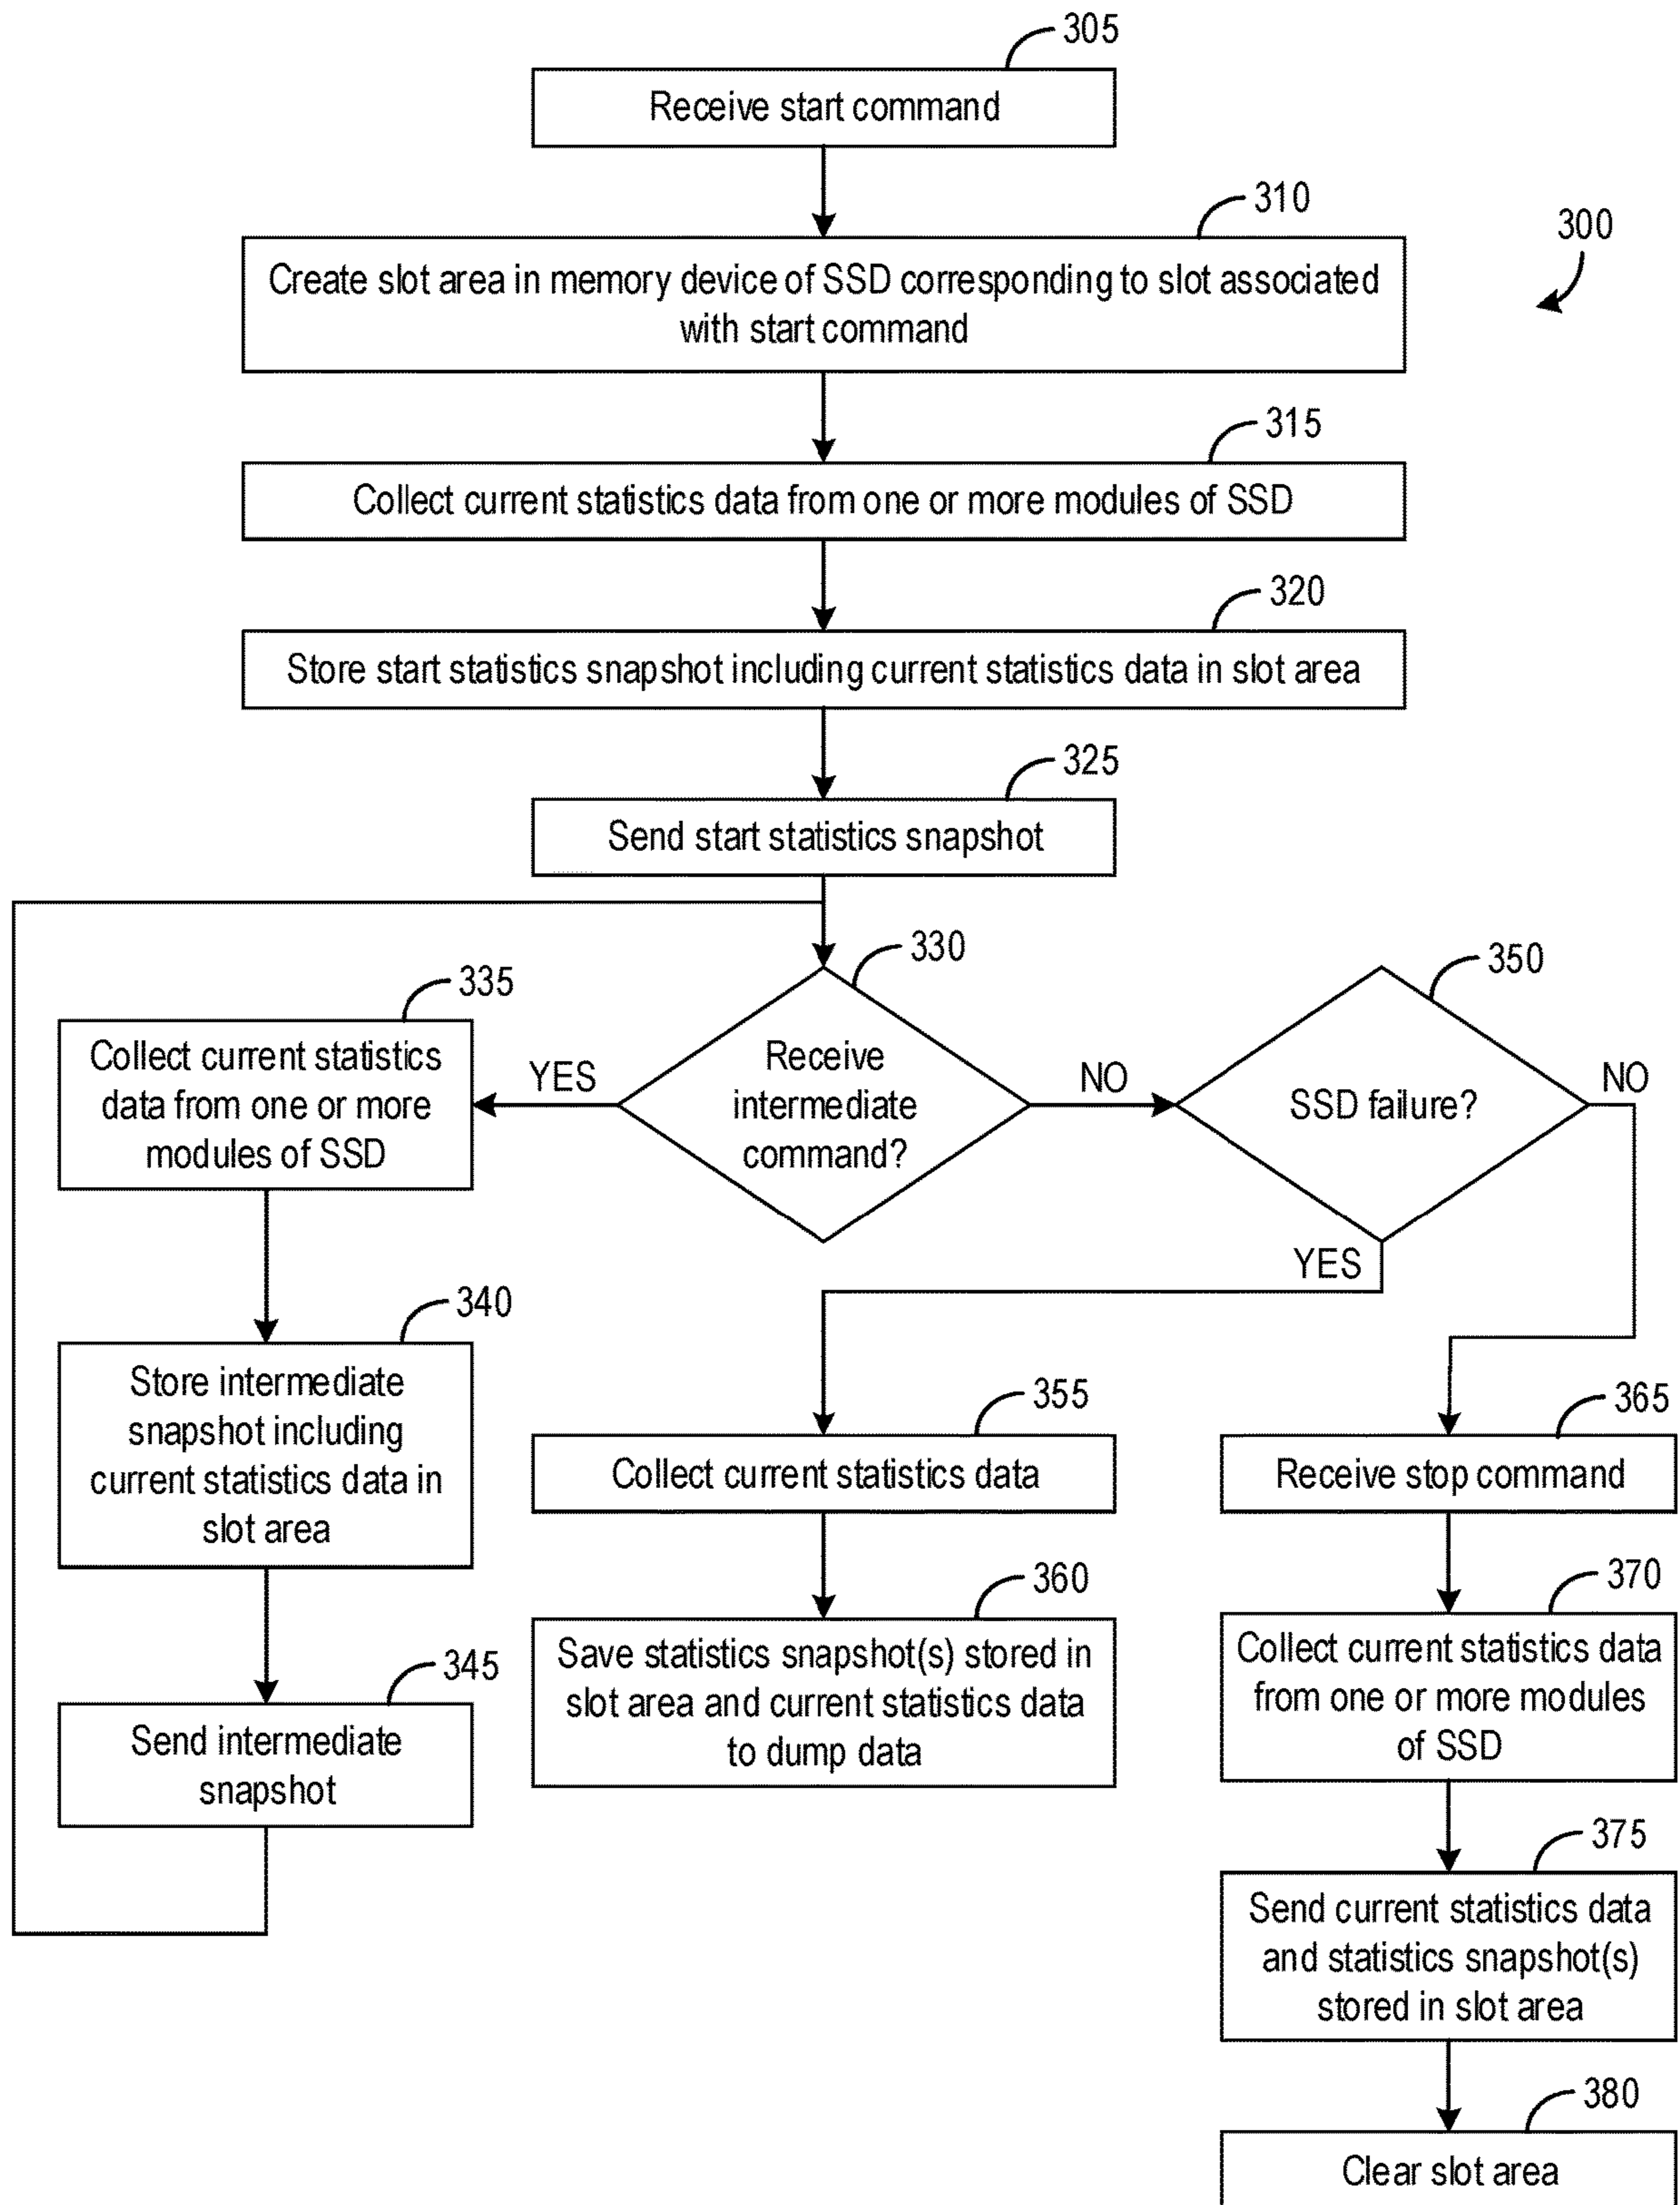 305
Receive start command
310
300
Create slot area in memory device of SSD corresponding to slot associated
with start command
315
Collect current statistics data from one or more modules of SSD
320
Store start statistics snapshot including current statistics data in slot area
325
Send start statistics snapshot
330
350
335
Collect current statistics
data from one or more
modules of SSD
YES
Receive
intermediate
command?
NO
SSD failure?
NO
YES
340
Store intermediate
snapshot including
current statistics data in
slot area
355
Collect current statistics data
365
Receive stop command
360
Save statistics snapshot(s) stored in
slot area and current statistics data
to dump data
370
Collect current statistics data
from one or more modules
of SSD
345
Send intermediate
snapshot
375
Send current statistics data
and statistics snapshot(s)
stored in slot area
380
Clear slot area